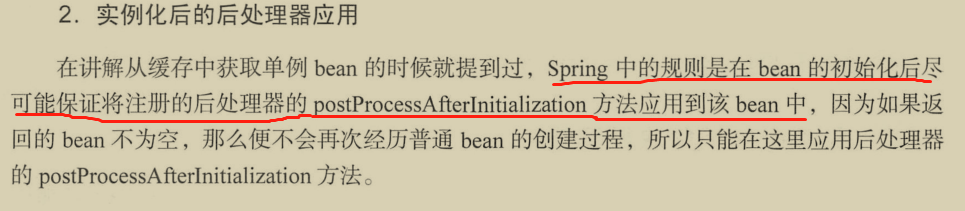 2．实例化后的后处理器应用
在讲解从缓存中获取单例 bean 的时候就提到过，Spring 中的规则是在 bean 的初始化后尽
可能保证将注册的后处理器的 postProcessAfterInitialization 方法应用到该 bean 中，因为如果返
回的 bean 不为空，那么便不会再次经历普通 bean 的创建过程，所以只能在这里应用后处理器
的 postProcessAfterInitialization 方法。